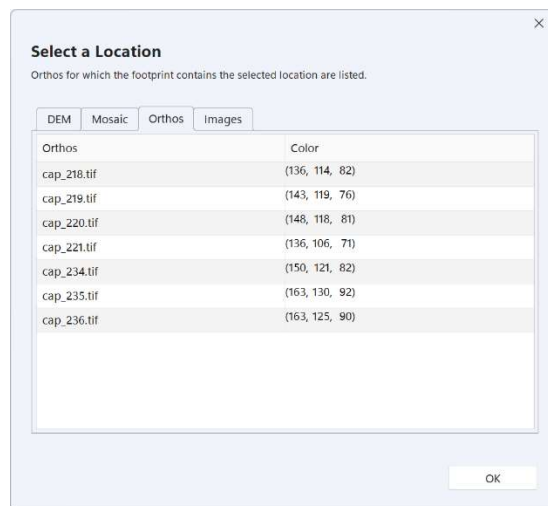 Select a Location
Orthos for which the footprint contains the selected location are listed.
DEM Mosaic Orthos Images
Orthos Color
cap_218.tif (136, 114, 82)
cap_219.tif (143, 119, 76)
cap_220.tif (148, 118, 81)
cap_221.tif (136, 106, 71)
cap_234.tif (150, 121, 82)
cap_235.tif (163, 130, 92)
cap_236.tif (163, 125, 90)
OK